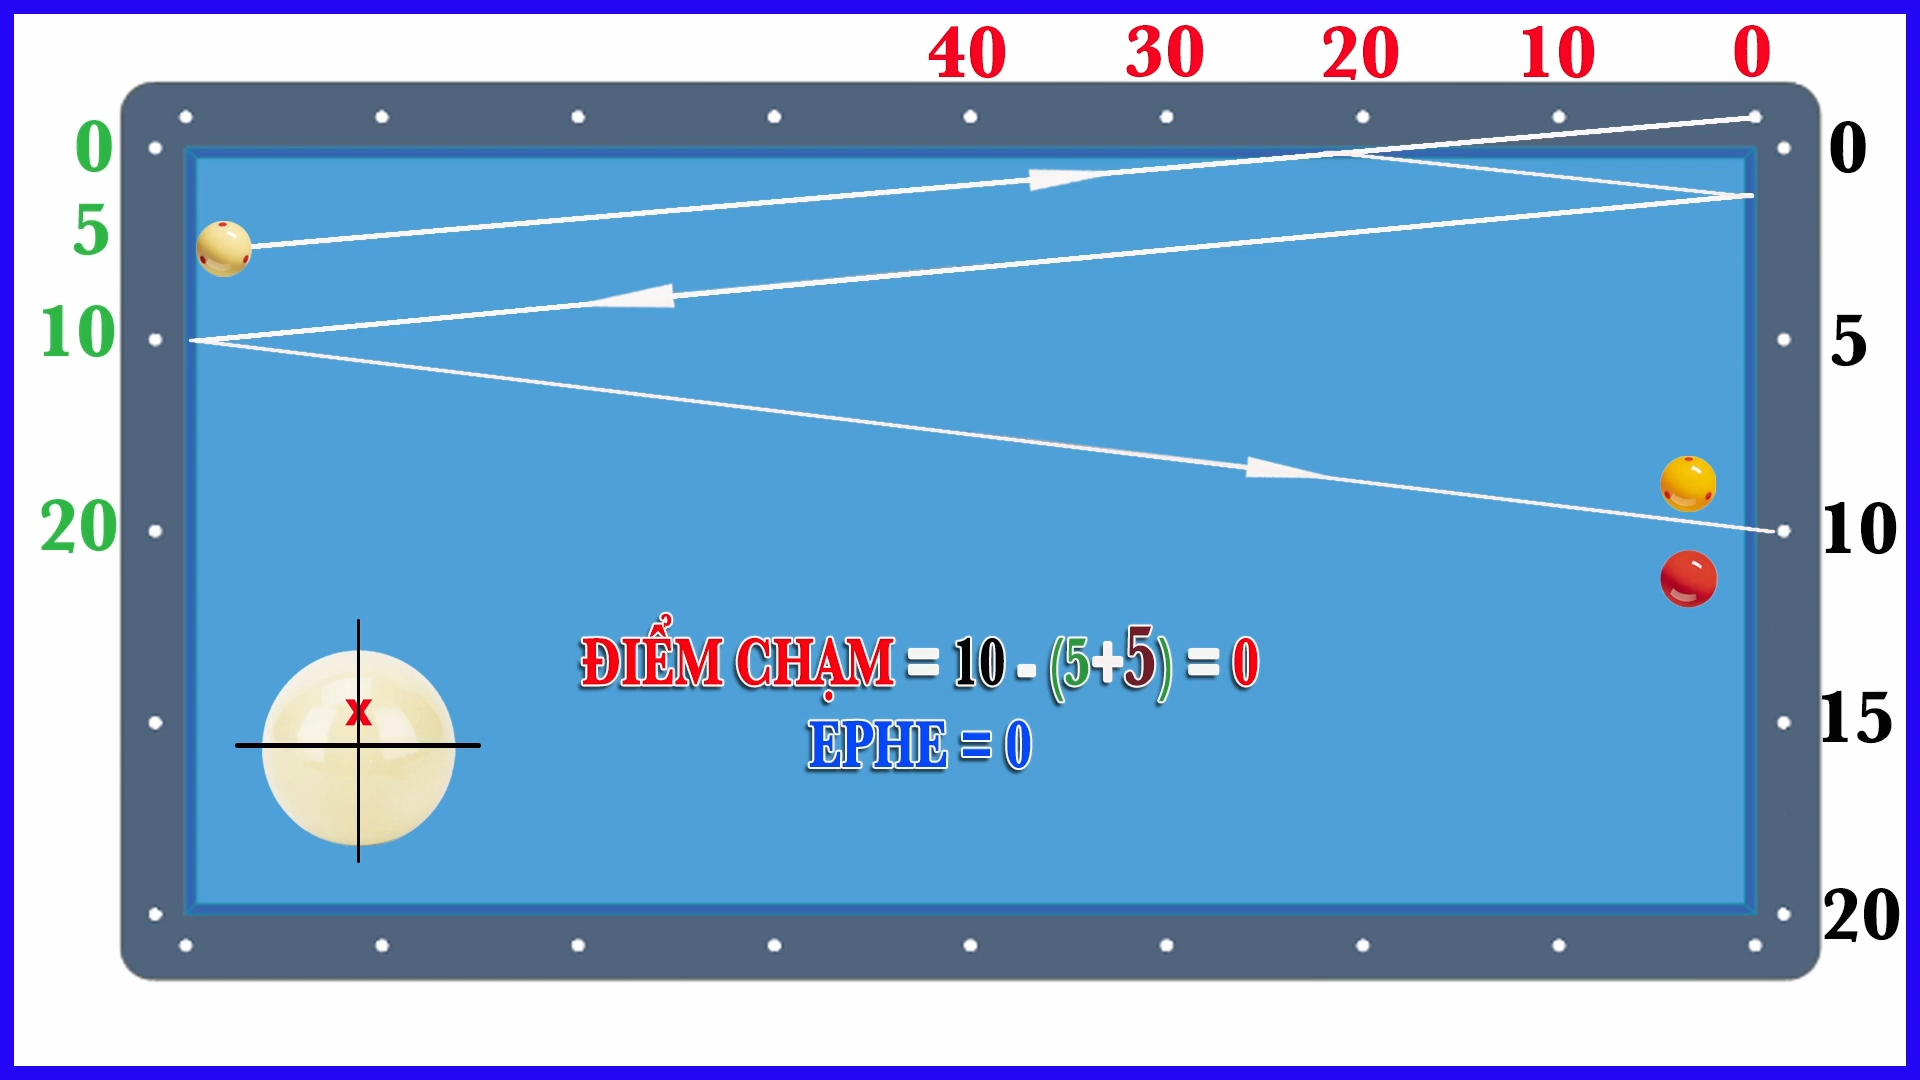 40 30 20 10 0
0 0
5
10 5
20 10
ĐIỂM CHẠM = 10 - (5+5) = 0
x
15
EPHE = 0
20